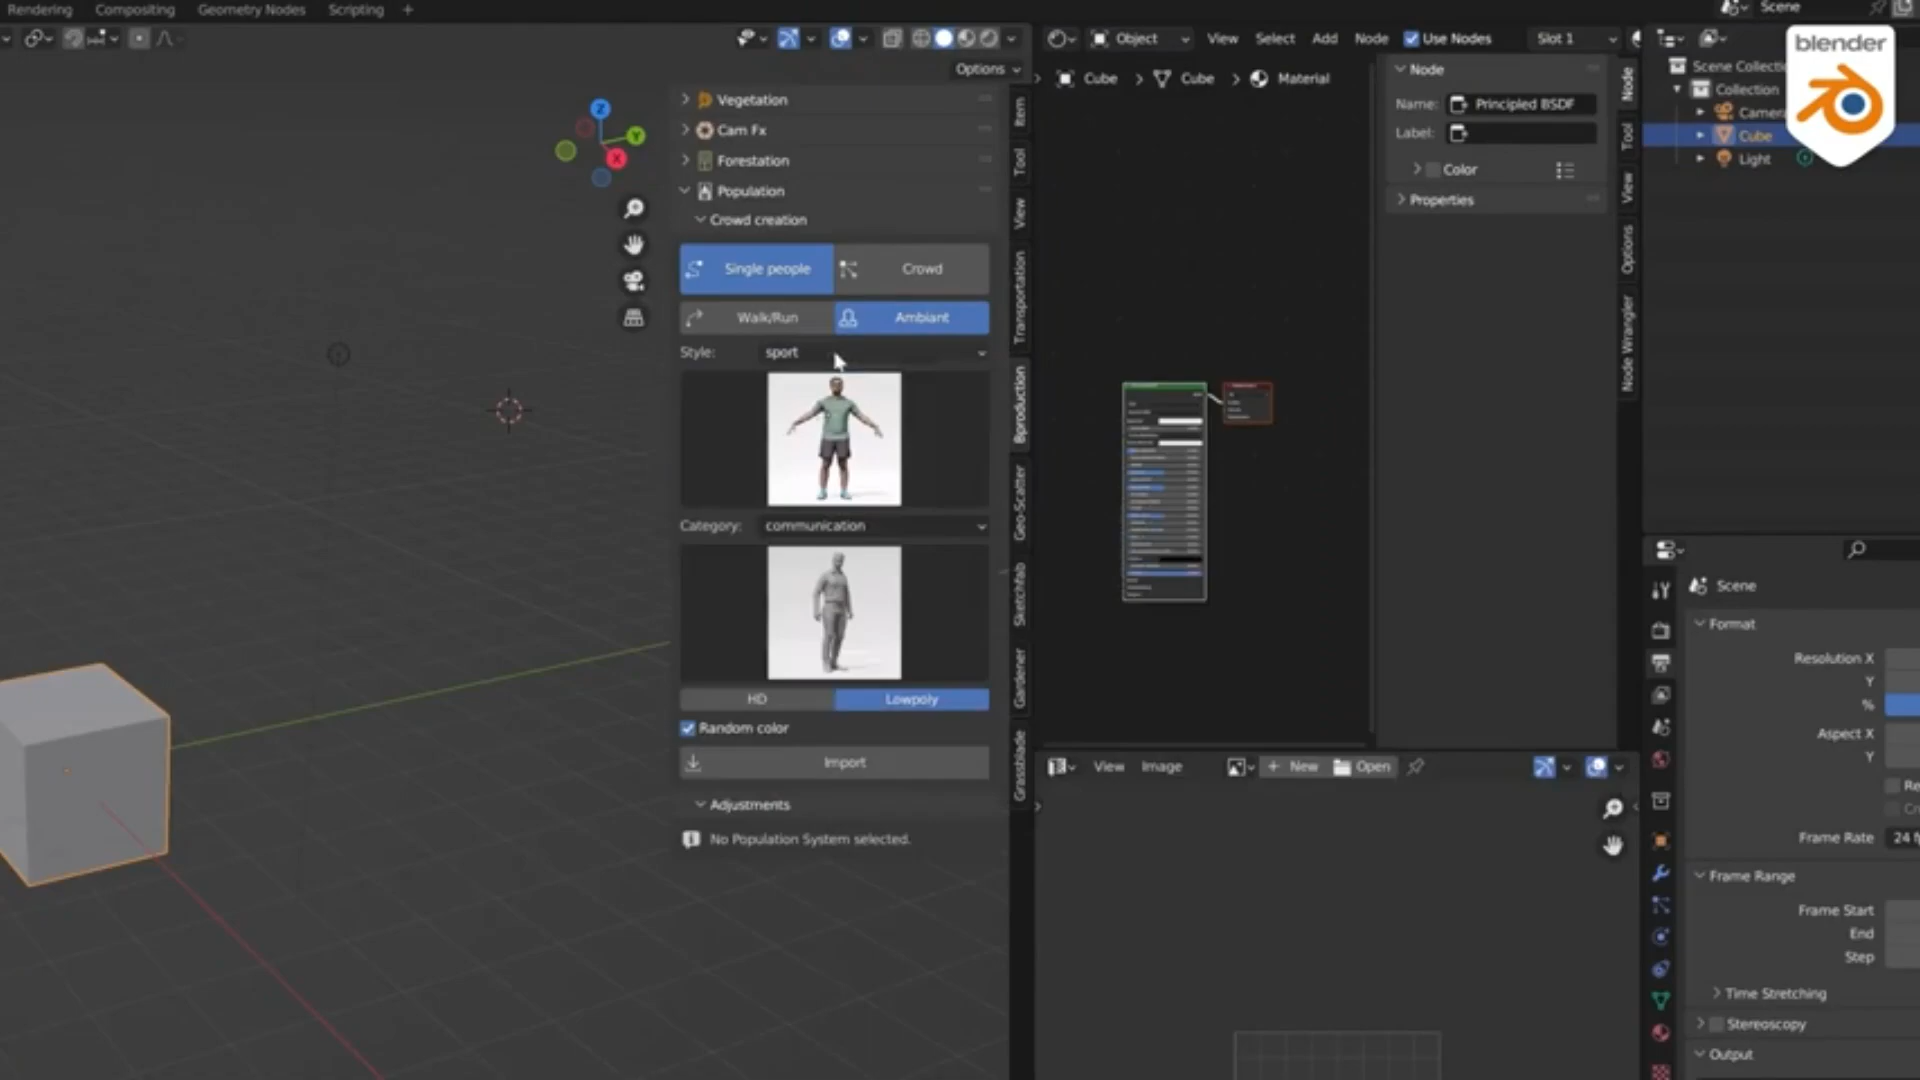 Rendering Compositing Geometry Nodes Scripting +
Scene
blender
Options
Vegetation
Cam Fx
Forestation
Population
Crowd creation
Single people Crowd
Walk/Run Ambiant
Style: sport
Category: communication
HD Lowpoly
Random color
Import
Adjustments
No Population System selected.
Item
Tool
View
Transportation
Bproduction
Geo-Scatter
Sketchfab
Gardener
Grassblade
Object View Select Add Node Use Nodes Slot 1
Cube > Cube > Material
Node
Name: Principled BSDF
Label:
Color
Properties
Node
Tool
View
Options
Node Wrangler
View Image + New Open
Scene Collecti
Collection
Camer
Cube
Light
Scene
Format
Resolution X
Y
%
Aspect X
Y
Re
Frame Rate 24 f
Frame Range
Frame Start
End
Step
Time Stretching
Stereoscopy
Output
Z
Y
X